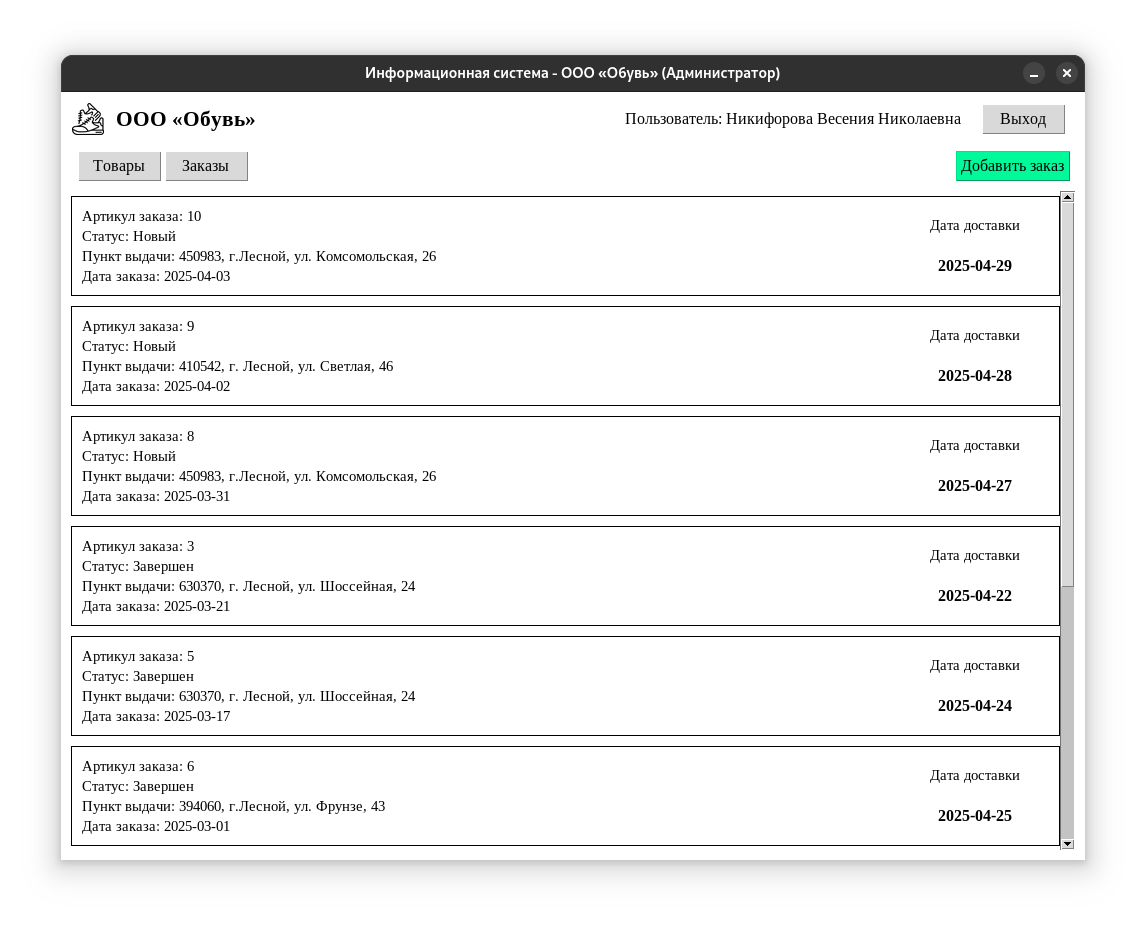 Информационная система - ООО «Обувь» (Администратор)
ООО «Обувь»
Пользователь: Никифорова Весения Николаевна
Выход
Товары
Заказы
Добавить заказ
Артикул заказа: 10
Статус: Новый
Пункт выдачи: 450983, г.Лесной, ул. Комсомольская, 26
Дата заказа: 2025-04-03
Дата доставки
2025-04-29
Артикул заказа: 9
Статус: Новый
Пункт выдачи: 410542, г. Лесной, ул. Светлая, 46
Дата заказа: 2025-04-02
Дата доставки
2025-04-28
Артикул заказа: 8
Статус: Новый
Пункт выдачи: 450983, г.Лесной, ул. Комсомольская, 26
Дата заказа: 2025-03-31
Дата доставки
2025-04-27
Артикул заказа: 3
Статус: Завершен
Пункт выдачи: 630370, г. Лесной, ул. Шоссейная, 24
Дата заказа: 2025-03-21
Дата доставки
2025-04-22
Артикул заказа: 5
Статус: Завершен
Пункт выдачи: 630370, г. Лесной, ул. Шоссейная, 24
Дата заказа: 2025-03-17
Дата доставки
2025-04-24
Артикул заказа: 6
Статус: Завершен
Пункт выдачи: 394060, г.Лесной, ул. Фрунзе, 43
Дата заказа: 2025-03-01
Дата доставки
2025-04-25